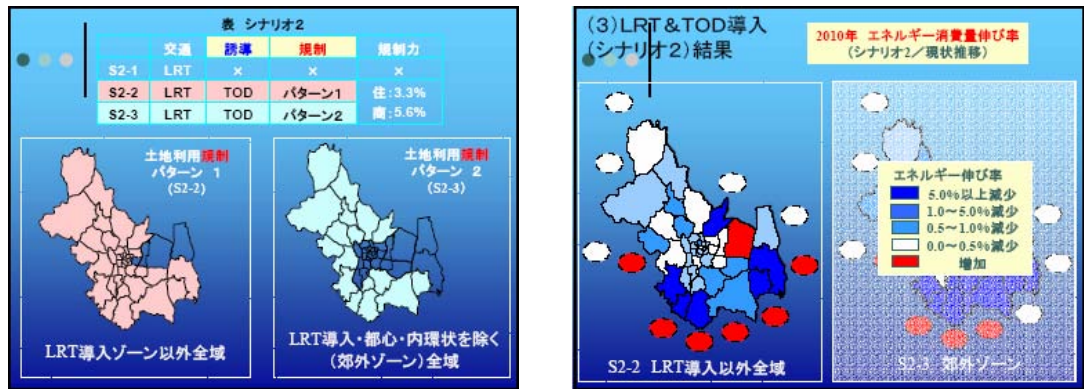 表 シナリオ2
交通 誘導 規制 規制力
S2-1 LRT × × ×
S2-2 LRT TOD パターン1 住:3.3%
S2-3 LRT TOD パターン2 商:5.6%
土地利用規制
パターン 1
(S2-2)
LRT導入ゾーン以外全域
土地利用規制
パターン 2
(S2-3)
LRT導入・都心・内環状を除く
(郊外ゾーン)全域
(3)LRT&TOD導入
(シナリオ2)結果
2010年 エネルギー消費量伸び率
(シナリオ2/現状推移)
エネルギー伸び率
5.0%以上減少
1.0~5.0%減少
0.5~1.0%減少
0.0~0.5%減少
増加
S2-2 LRT導入以外全域
S2-3 郊外ゾーン